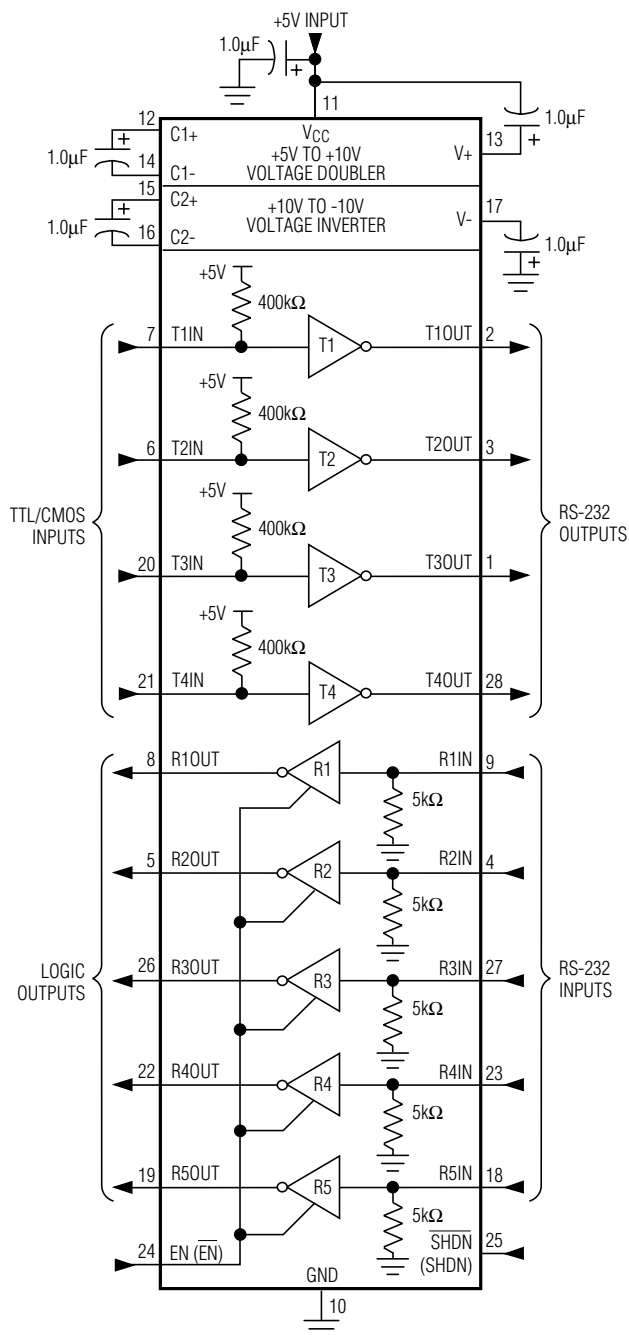 +5V INPUT
1.0µF
+
11
12
C1+
VCC
13
+
1.0µF
+5V TO +10V
VOLTAGE DOUBLER
V+
1.0µF
+
14
C1-
15
C2+
+10V TO -10V
VOLTAGE INVERTER
17
V-
+
1.0µF
16
C2-
1.0µF
+
+5V
400kΩ
7
T1IN
T1
T1OUT
2
+5V
400kΩ
6
T2IN
T2
T2OUT
3
TTL/CMOS
INPUTS
RS-232
OUTPUTS
+5V
400kΩ
20
T3IN
T3
T3OUT
1
+5V
400kΩ
21
T4IN
T4
T4OUT
28
8
R1OUT
R1
R1IN
9
5kΩ
5
R2OUT
R2
R2IN
4
5kΩ
LOGIC
OUTPUTS
RS-232
INPUTS
26
R3OUT
R3
R3IN
27
5kΩ
22
R4OUT
R4
R4IN
23
5kΩ
19
R5OUT
R5
R5IN
18
5kΩ
24
EN (E̅N̅)
S̅H̅D̅N̅
(SHDN)
25
GND
10